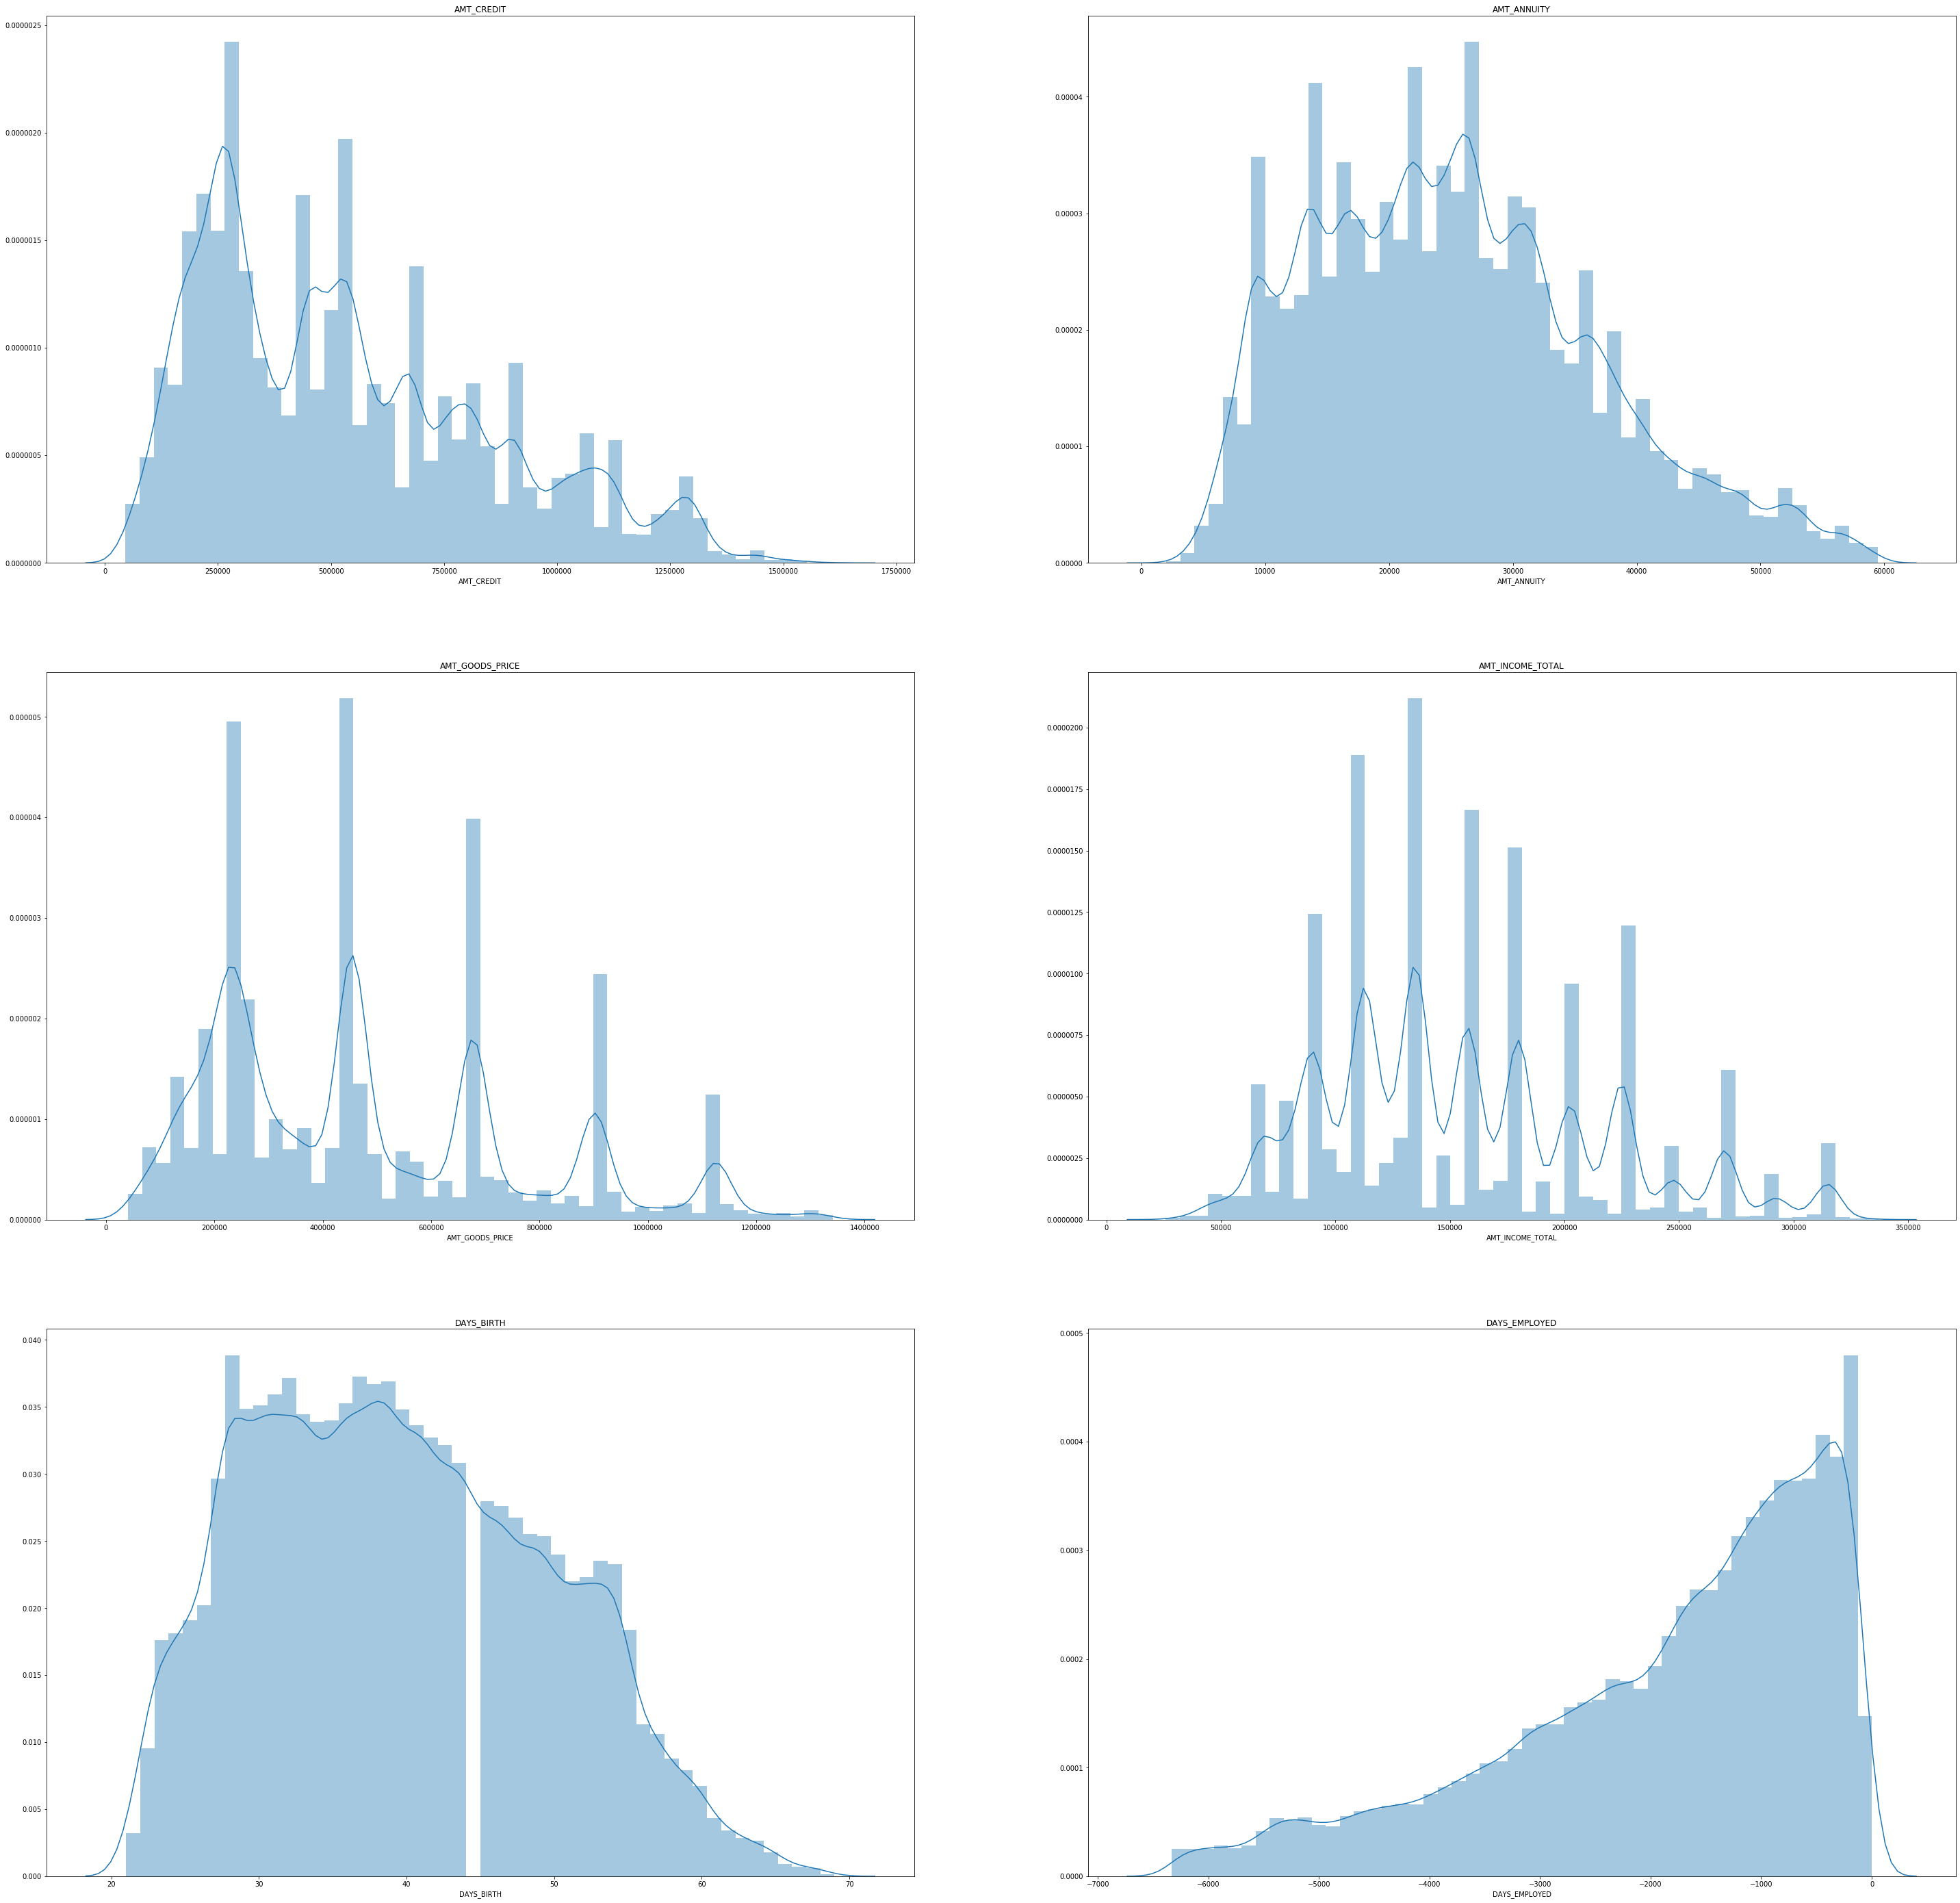 AMT_CREDIT
0.0000025
0.0000020
0.0000015
0.0000010
0.0000005
0.0000000
0 250000 500000 750000 1000000 1250000 1500000 1750000
AMT_CREDIT
AMT_ANNUITY
0.00004
0.00003
0.00002
0.00001
0.00000
0 10000 20000 30000 40000 50000 60000
AMT_ANNUITY
AMT_GOODS_PRICE
0.000005
0.000004
0.000003
0.000002
0.000001
0.000000
0 200000 400000 600000 800000 1000000 1200000 1400000
AMT_GOODS_PRICE
AMT_INCOME_TOTAL
0.0000200
0.0000175
0.0000150
0.0000125
0.0000100
0.0000075
0.0000050
0.0000025
0.0000000
0 50000 100000 150000 200000 250000 300000 350000
AMT_INCOME_TOTAL
DAYS_BIRTH
0.040
0.035
0.030
0.025
0.020
0.015
0.010
0.005
0.000
20 30 40 50 60 70
DAYS_BIRTH
DAYS_EMPLOYED
0.0005
0.0004
0.0003
0.0002
0.0001
0.0000
−7000 −6000 −5000 −4000 −3000 −2000 −1000 0
DAYS_EMPLOYED